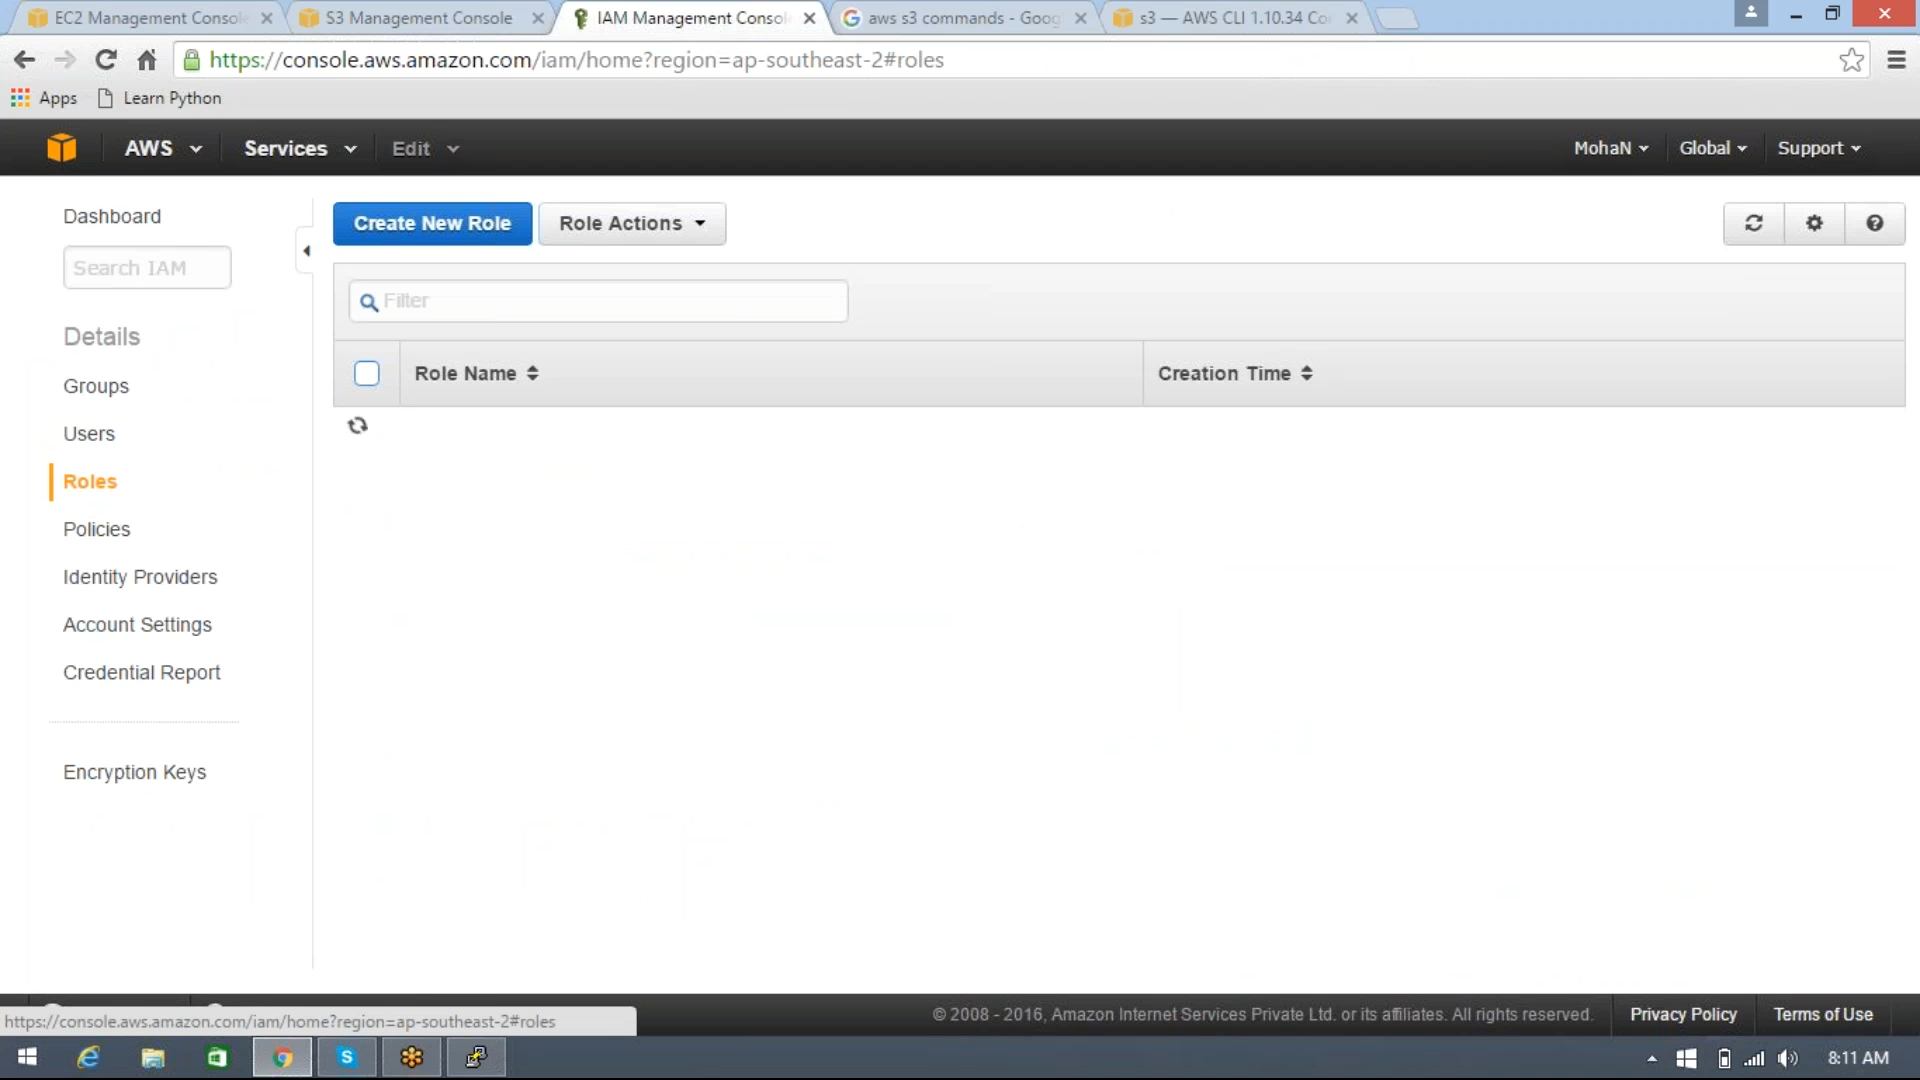 EC2 Management Consol
S3 Management Console
IAM Management Consol
aws s3 commands - Goog
s3 — AWS CLI 1.10.34 Co
https://console.aws.amazon.com/iam/home?region=ap-southeast-2#roles
Apps
Learn Python
AWS
Services
Edit
MohaN
Global
Support
Dashboard
Search IAM
Details
Groups
Users
Roles
Policies
Identity Providers
Account Settings
Credential Report
Encryption Keys
Create New Role
Role Actions
Filter
Role Name
Creation Time
https://console.aws.amazon.com/iam/home?region=ap-southeast-2#roles
© 2008 - 2016, Amazon Internet Services Private Ltd. or its affiliates. All rights reserved.
Privacy Policy
Terms of Use
8:11 AM